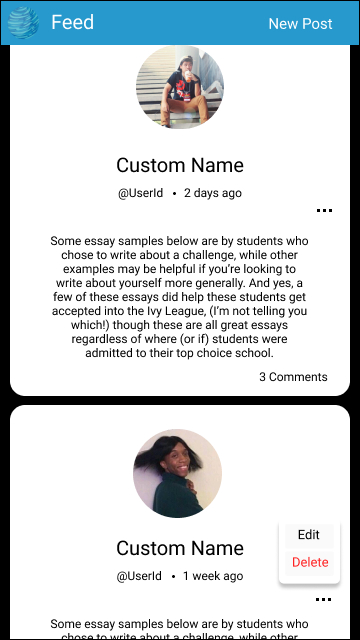 Feed
New Post
Custom Name
@UserId • 2 days ago
Some essay samples below are by students who
chose to write about a challenge, while other
examples may be helpful if you're looking to
write about yourself more generally. And yes, a
few of these essays did help these students get
accepted into the Ivy League, (I'm not telling you
which!) though these are all great essays
regardless of where (or if) students were
admitted to their top choice school.
3 Comments
Edit
Custom Name
Delete
@UserId • 1 week ago
Some essay samples below are by students who
chose to write about a challenge, while other